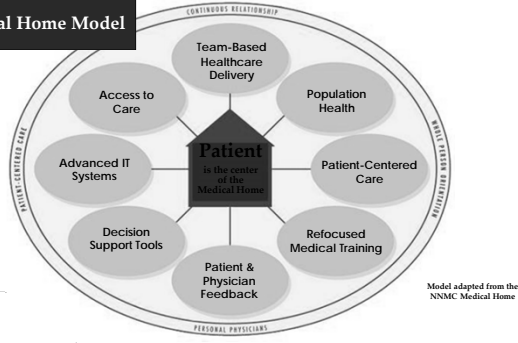 al Home Model
CONTINUOUS RELATIONSHIP
Team-Based
Healthcare
Delivery
Access to
Care
Population
Health
Patient
is the center
of the
Medical Home
Advanced IT
Systems
Patient-Centered
Care
PATIENT-CENTERED CARE
WHOLE PERSON ORIENTATION
Decision
Support Tools
Refocused
Medical Training
Patient &
Physician
Feedback
PERSONAL PHYSICIANS
Model adapted from the
NNMC Medical Home